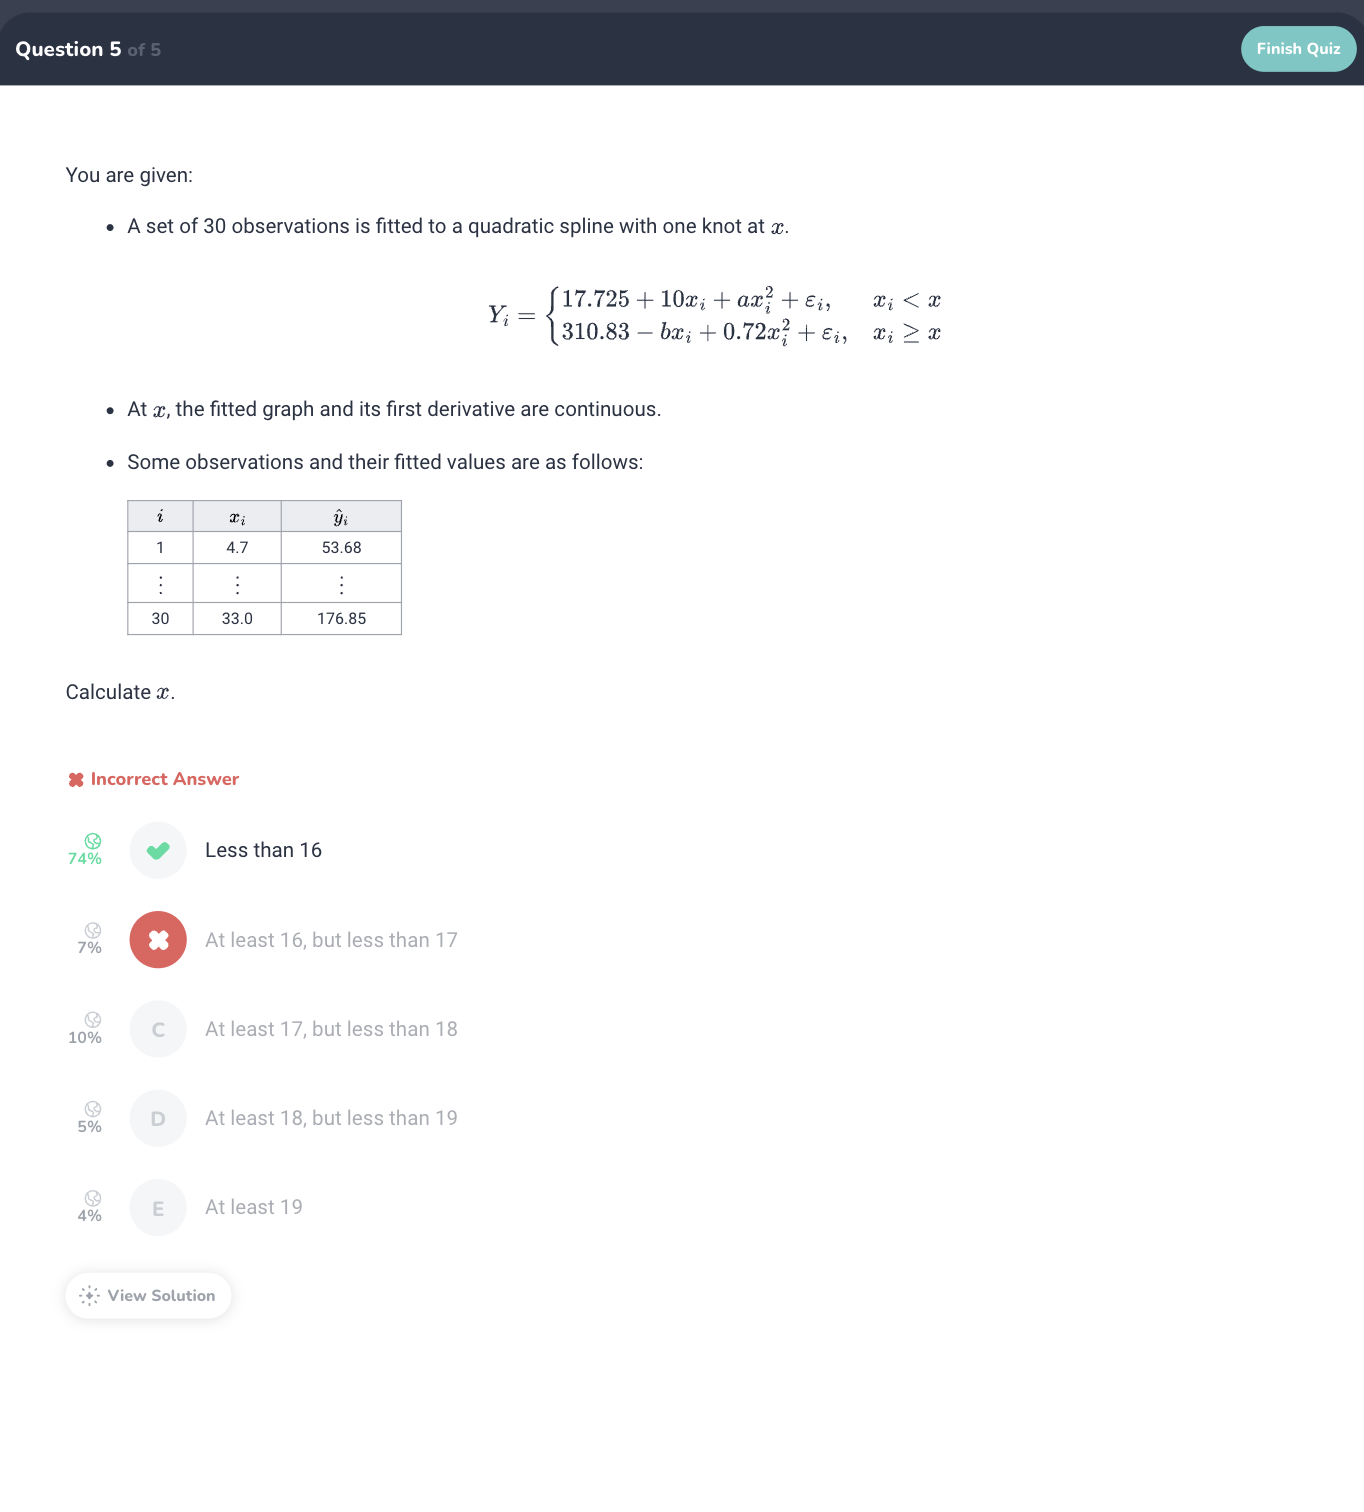 Question 5 of 5
Finish Quiz
You are given:
• A set of 30 observations is fitted to a quadratic spline with one knot at x.
Y_i = { 17.725 + 10x_i + ax_i^2 + ε_i, x_i < x
310.83 − bx_i + 0.72x_i^2 + ε_i, x_i ≥ x
• At x, the fitted graph and its first derivative are continuous.
• Some observations and their fitted values are as follows:
i x_i ŷ_i
1 4.7 53.68
⋮ ⋮ ⋮
30 33.0 176.85
Calculate x.
Incorrect Answer
74% Less than 16
7% At least 16, but less than 17
10% C At least 17, but less than 18
5% D At least 18, but less than 19
4% E At least 19
View Solution